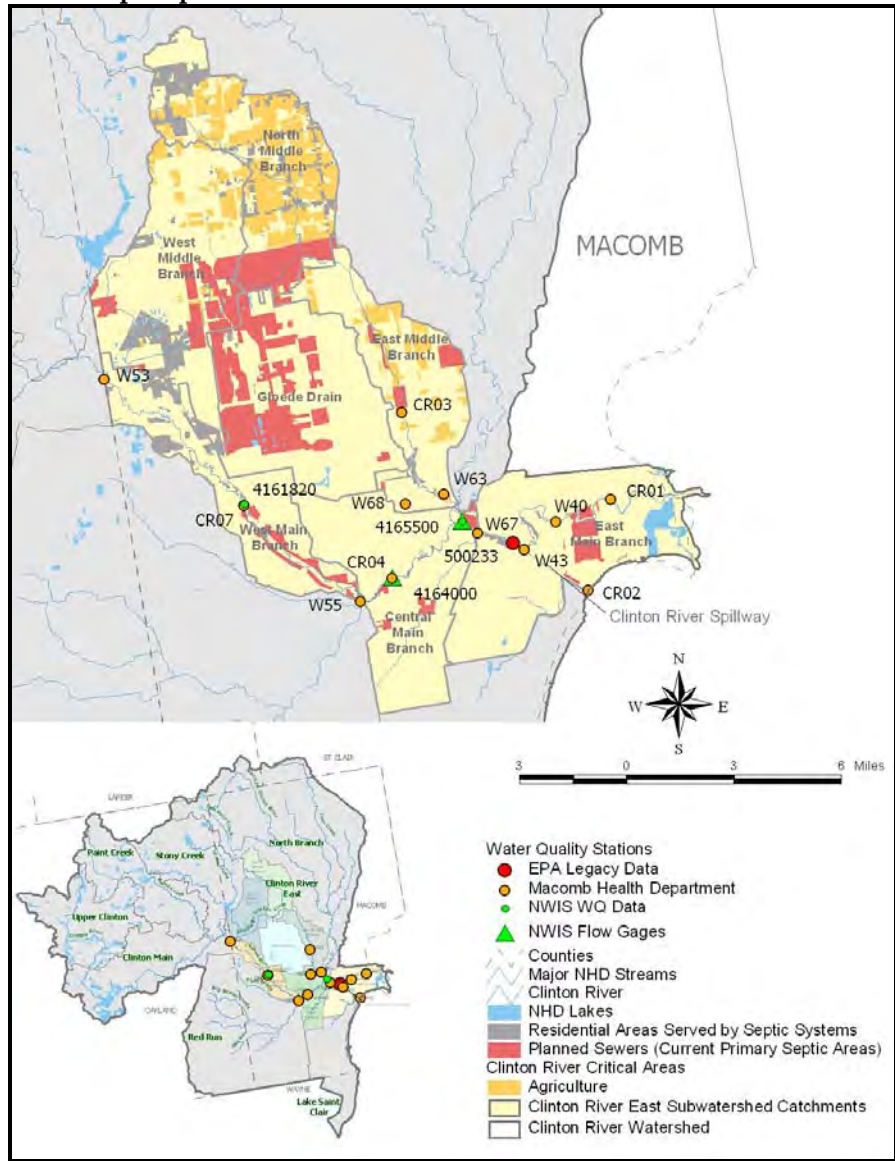 North
Middle
Branch
West
Middle
Branch
MACOMB
East Middle
Branch
W53
Gloede Drain
CR03
4161820
W63
W68
CR01
W40
CR07
4165500
W67
West Main
Branch
East
Main
Branch
500233
W43
CR04
4164000
CR02
W55
Central
Main
Branch
Clinton River Spillway
N
W
E
S
3
0
3
6
Miles
ST CLAIR
LAPEER
Paint Creek
Stony Creek
North Branch
Clinton River
East
MACOMB
Upper Clinton
Clinton Main
OAKLAND
Red Run
WAYNE
Lake Saint
Clair
Water Quality Stations
EPA Legacy Data
Macomb Health Department
NWIS WQ Data
NWIS Flow Gages
Counties
Major NHD Streams
Clinton River
NHD Lakes
Residential Areas Served by Septic Systems
Planned Sewers (Current Primary Septic Areas)
Clinton River Critical Areas
Agriculture
Clinton River East Subwatershed Catchments
Clinton River Watershed